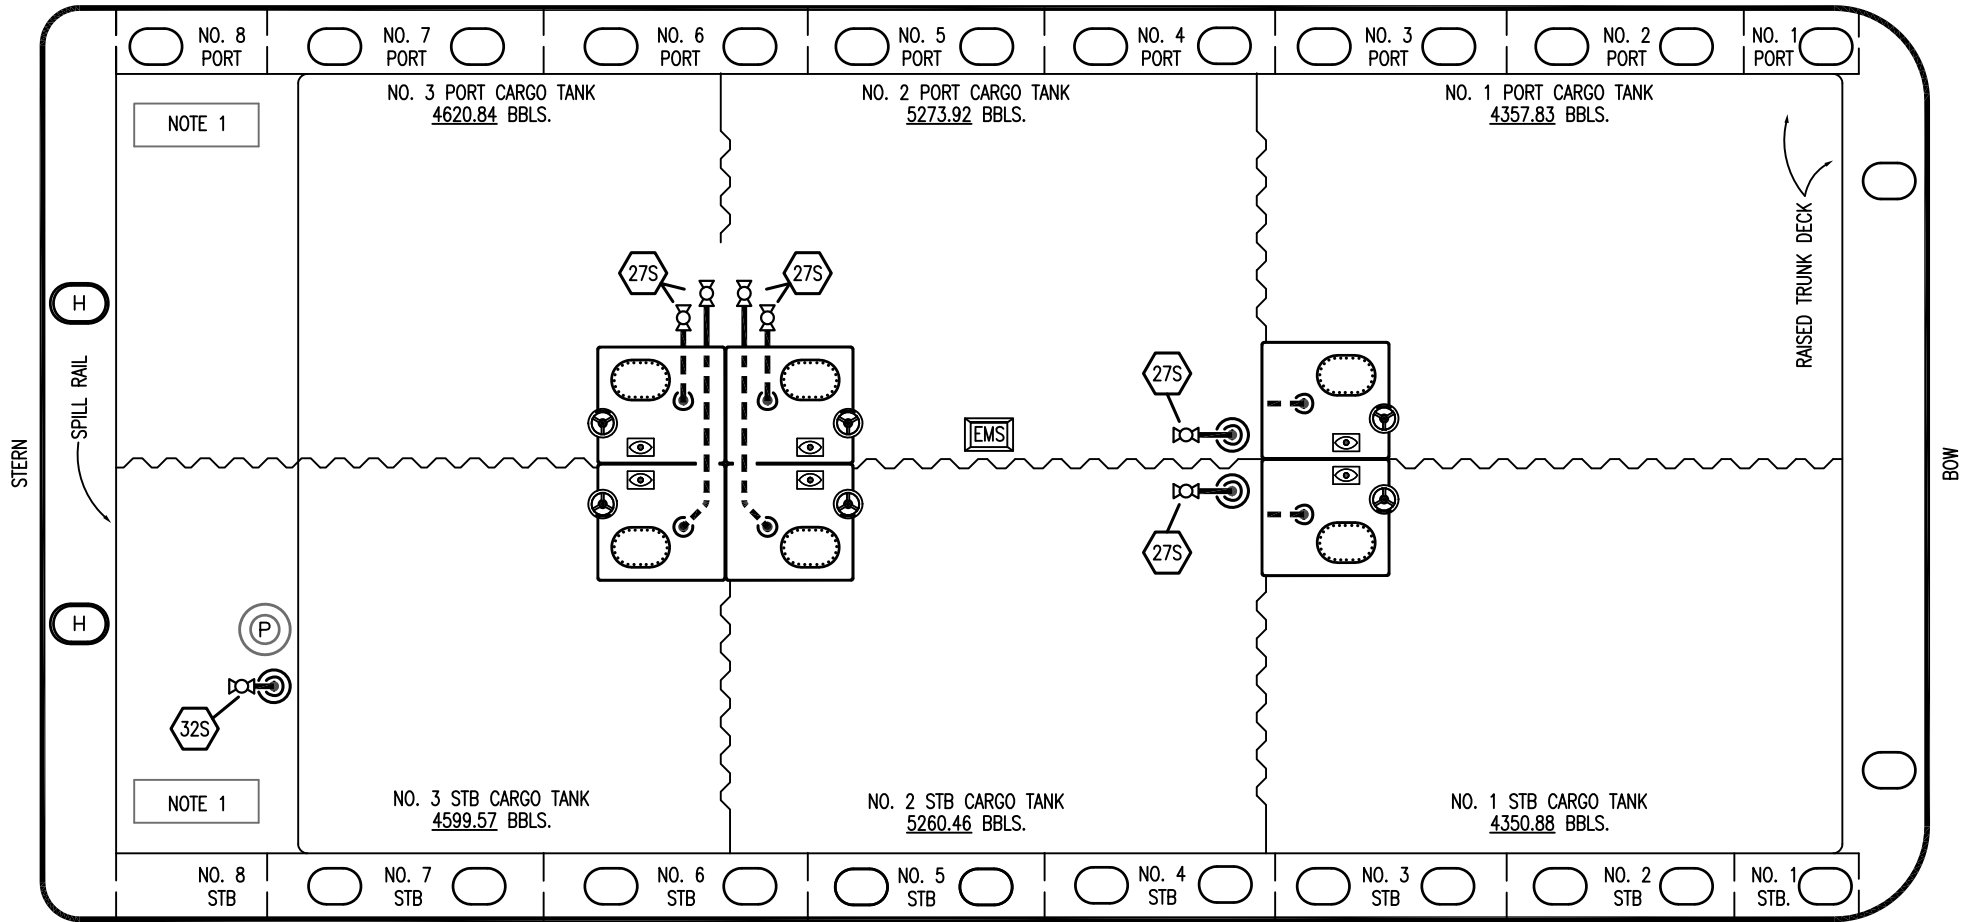 NO. 8
PORT
NO. 7
PORT
NO. 6
PORT
NO. 5
PORT
NO. 4
PORT
NO. 3
PORT
NO. 2
PORT
NO. 1
PORT
NOTE 1
NO. 3 PORT CARGO TANK
4620.84 BBLS.
NO. 2 PORT CARGO TANK
5273.92 BBLS.
NO. 1 PORT CARGO TANK
4357.83 BBLS.
RAISED TRUNK DECK
27S
27S
H
SPILL RAIL
27S
EMS
STERN
BOW
27S
H
P
32S
NOTE 1
NO. 3 STB CARGO TANK
4599.57 BBLS.
NO. 2 STB CARGO TANK
5260.46 BBLS.
NO. 1 STB CARGO TANK
4350.88 BBLS.
NO. 8
STB
NO. 7
STB
NO. 6
STB
NO. 5
STB
NO. 4
STB
NO. 3
STB
NO. 2
STB
NO. 1
STB.